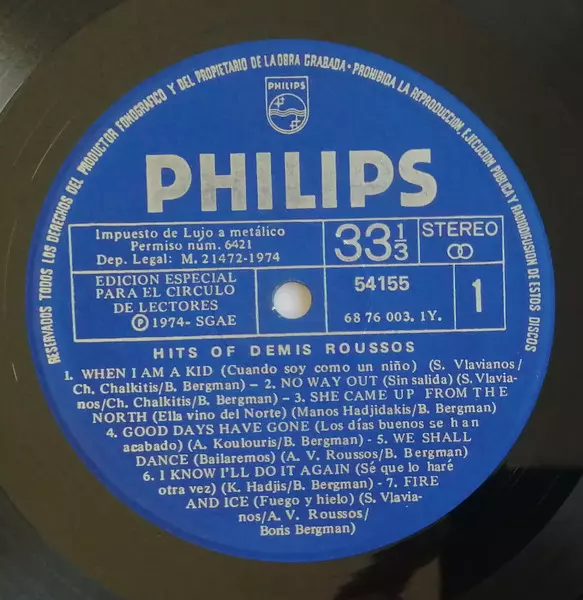 RESERVADOS TODOS LOS DERECHOS DEL PRODUCTOR FONOGRAFICO Y DEL PROPIETARIO DE LA OBRA GRABADA • PROHIBIDA LA REPRODUCCION, EJECUCION PUBLICA Y RADIODIFUSION DE ESTOS DISCOS
PHILIPS
PHILIPS
Impuesto de Lujo a metálico
Permiso núm. 6421
Dep. Legal: M. 21472-1974
33 1/3
STEREO
EDICION ESPECIAL
PARA EL CIRCULO
DE LECTORES
℗ 1974- SGAE
54155
68 76 003. 1Y.
1
HITS OF DEMIS ROUSSOS
1. WHEN I AM A KID (Cuando soy como un niño) (S. Vlavianos/
Ch. Chalkitis/B. Bergman) – 2. NO WAY OUT (Sin salida) (S. Vlavia-
nos/Ch. Chalkitis/B. Bergman) – 3. SHE CAME UP FROM THE
NORTH (Ella vino del Norte) (Manos Hadjidakis/B. Bergman) –
4. GOOD DAYS HAVE GONE (Los días buenos se han
acabado) (A. Koulouris/B. Bergman) – 5. WE SHALL
DANCE (Bailaremos) (A. V. Roussos/B. Bergman)
6. I KNOW I'LL DO IT AGAIN (Sé que lo haré
otra vez) (K. Hadjis/B. Bergman) – 7. FIRE
AND ICE (Fuego y hielo) (S. Vlavia-
nos/A. V. Roussos/
Boris Bergman)